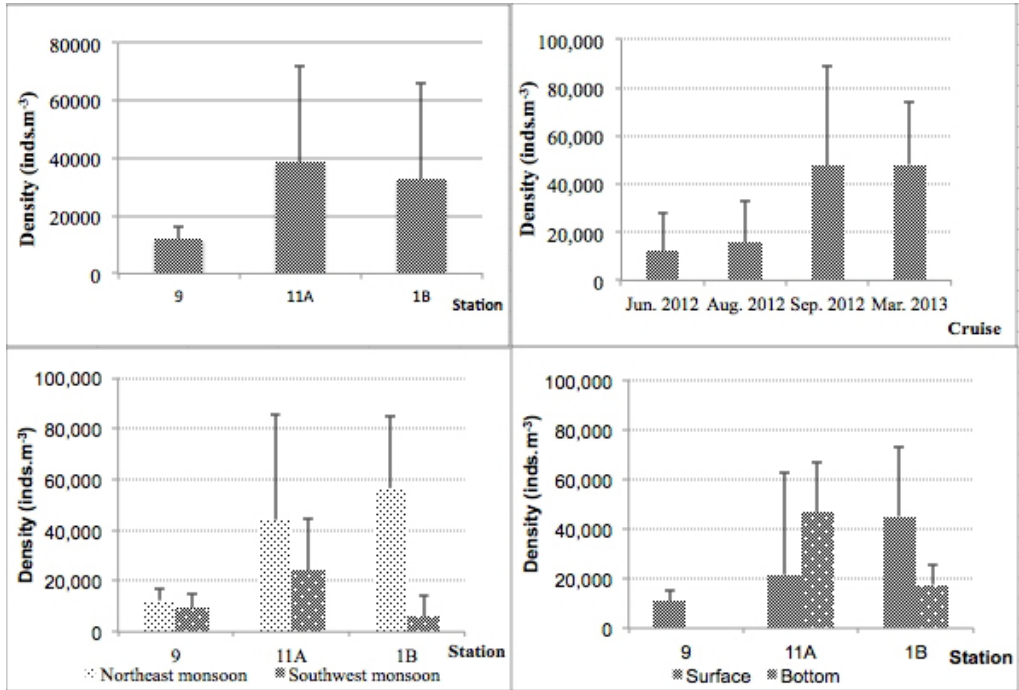 80000
60000
40000
20000
0
Density (inds.m-3)
9 11A 1B Station
100,000
80,000
60,000
40,000
20,000
0
Density (inds.m-3)
Jun. 2012 Aug. 2012 Sep. 2012 Mar. 2013
Cruise
100,000
80,000
60,000
40,000
20,000
0
Density (inds.m-3)
9 11A 1B Station
Northeast monsoon Southwest monsoon
100,000
80,000
60,000
40,000
20,000
0
Density (inds.m-3)
9 11A 1B Station
Surface Bottom